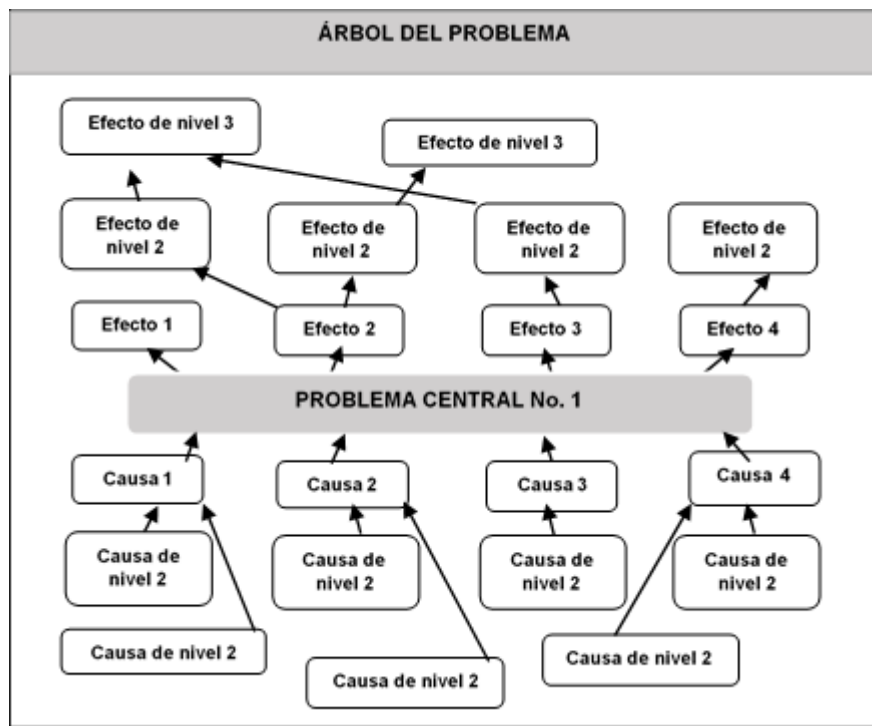 ÁRBOL DEL PROBLEMA
Efecto de nivel 3
Efecto de nivel 3
Efecto de
nivel 2
Efecto de
nivel 2
Efecto de
nivel 2
Efecto de
nivel 2
Efecto 1
Efecto 2
Efecto 3
Efecto 4
PROBLEMA CENTRAL No. 1
Causa 1
Causa 2
Causa 3
Causa 4
Causa de
nivel 2
Causa de
nivel 2
Causa de
nivel 2
Causa de
nivel 2
Causa de nivel 2
Causa de nivel 2
Causa de nivel 2